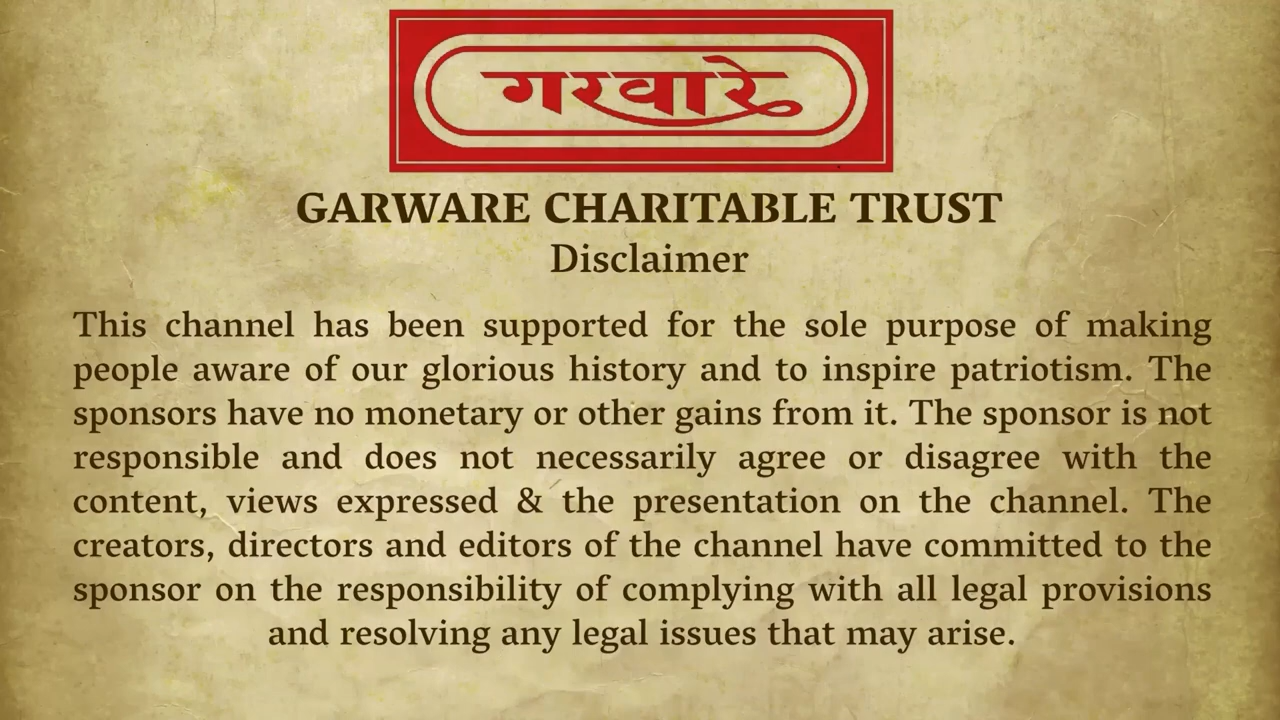 गरवारे
GARWARE CHARITABLE TRUST
Disclaimer
This channel has been supported for the sole purpose of making
people aware of our glorious history and to inspire patriotism. The
sponsors have no monetary or other gains from it. The sponsor is not
responsible and does not necessarily agree or disagree with the
content, views expressed & the presentation on the channel. The
creators, directors and editors of the channel have committed to the
sponsor on the responsibility of complying with all legal provisions
and resolving any legal issues that may arise.